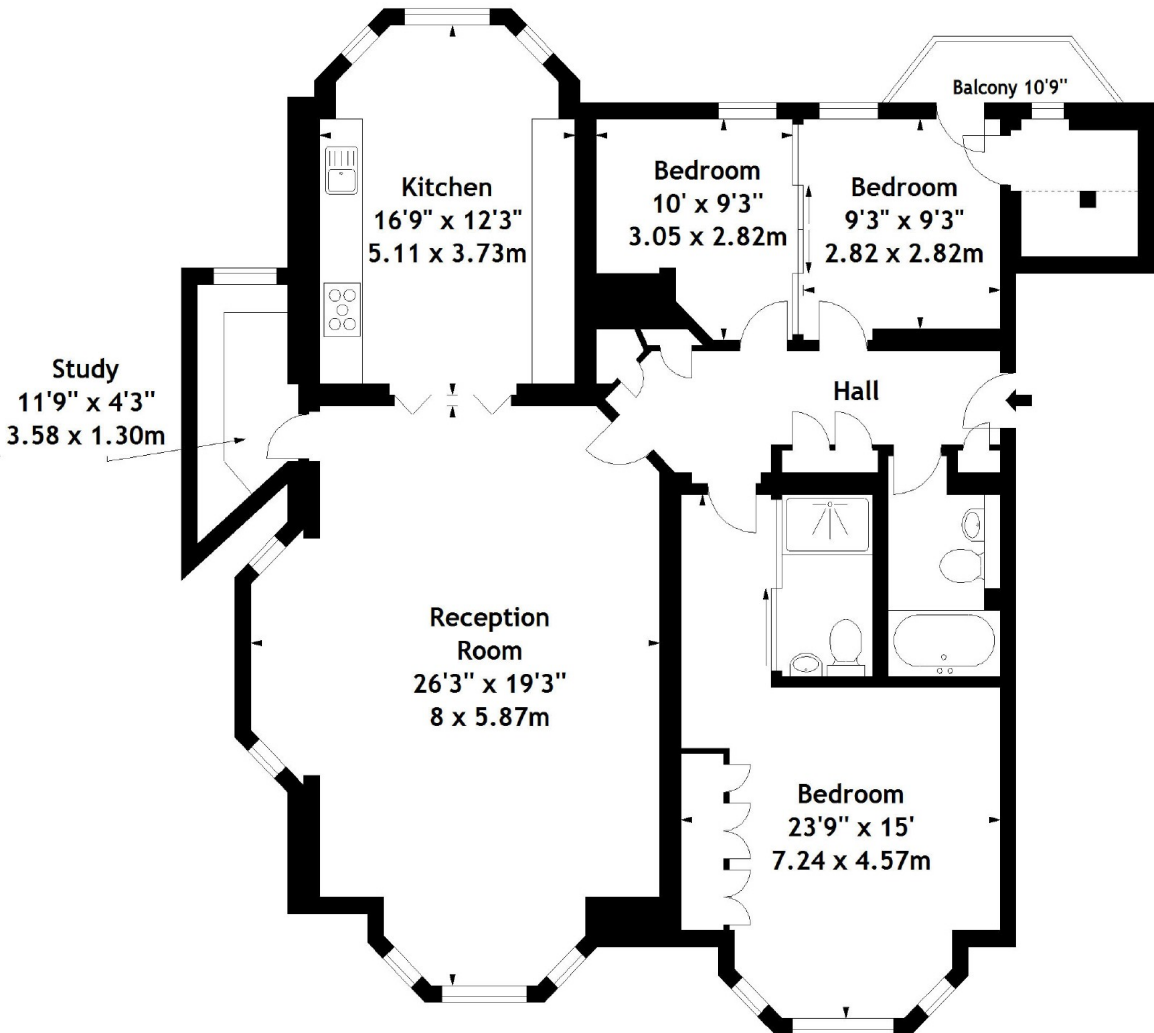 Balcony 10'9"
Kitchen
16'9" x 12'3"
5.11 x 3.73m
Bedroom
10' x 9'3"
3.05 x 2.82m
Bedroom
9'3" x 9'3"
2.82 x 2.82m
Study
11'9" x 4'3"
3.58 x 1.30m
Hall
Reception
Room
26'3" x 19'3"
8 x 5.87m
Bedroom
23'9" x 15'
7.24 x 4.57m